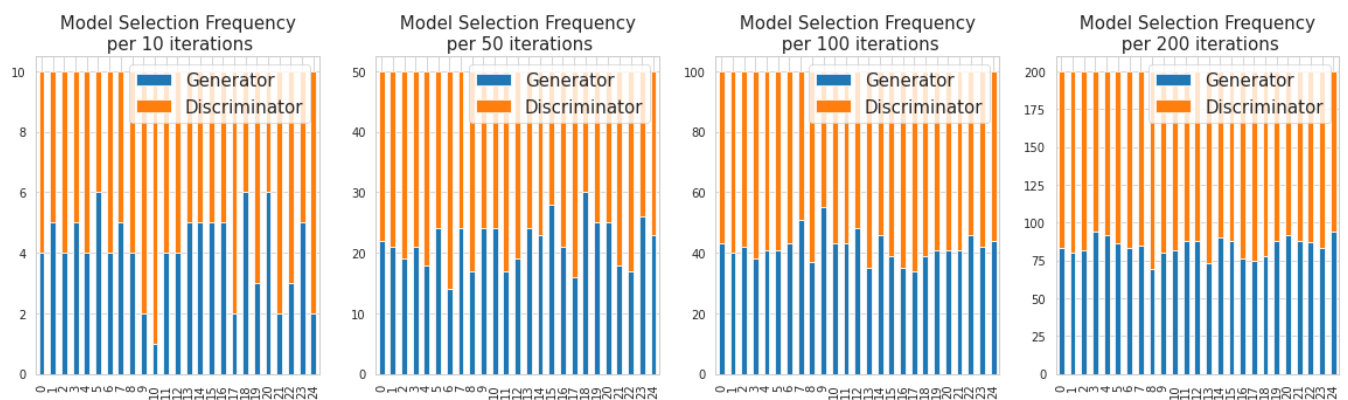 Model Selection Frequency
per 10 iterations
10
8
6
4
2
0
Generator
Discriminator
0 1 2 3 4 5 6 7 8 9 10 11 12 13 14 15 16 17 18 19 20 21 22 23 24
Model Selection Frequency
per 50 iterations
50
40
30
20
10
0
Generator
Discriminator
0 1 2 3 4 5 6 7 8 9 10 11 12 13 14 15 16 17 18 19 20 21 22 23 24
Model Selection Frequency
per 100 iterations
100
80
60
40
20
0
Generator
Discriminator
0 1 2 3 4 5 6 7 8 9 10 11 12 13 14 15 16 17 18 19 20 21 22 23 24
Model Selection Frequency
per 200 iterations
200
175
150
125
100
75
50
25
0
Generator
Discriminator
0 1 2 3 4 5 6 7 8 9 10 11 12 13 14 15 16 17 18 19 20 21 22 23 24